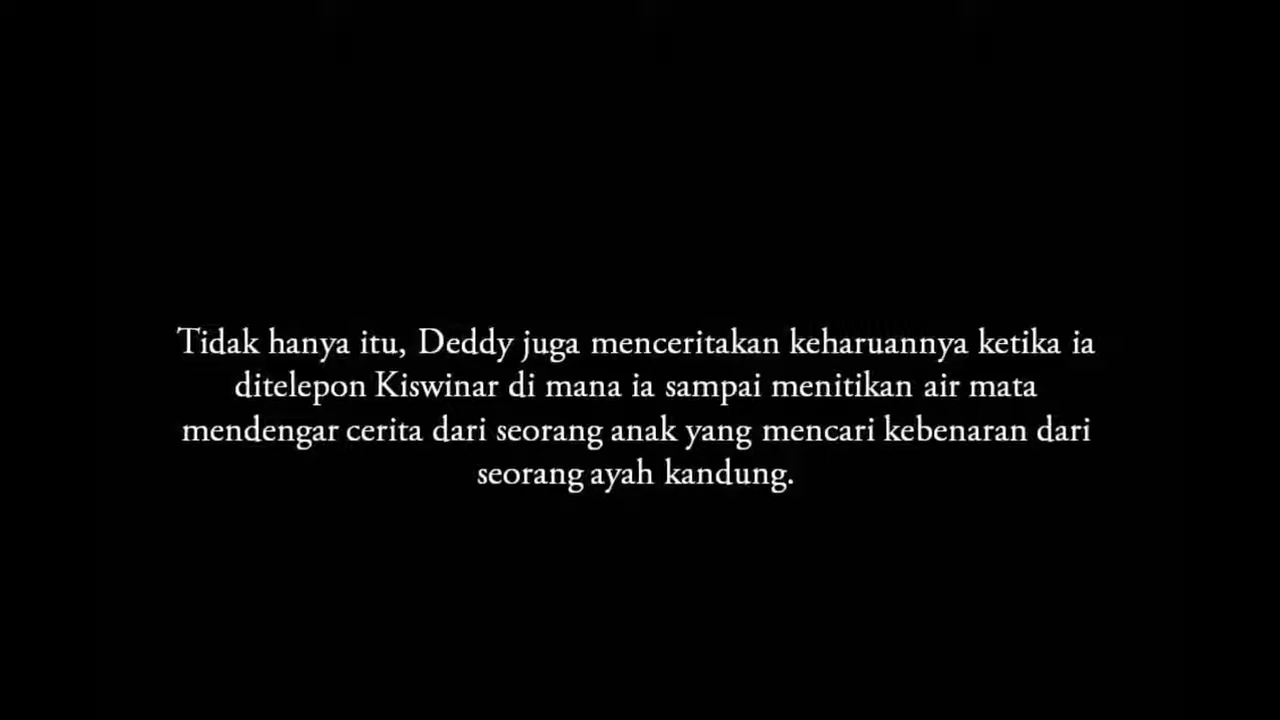 Tidak hanya itu, Deddy juga menceritakan keharuannya ketika ia
ditelepon Kiswinar di mana ia sampai menitikan air mata
mendengar cerita dari seorang anak yang mencari kebenaran dari
seorang ayah kandung.